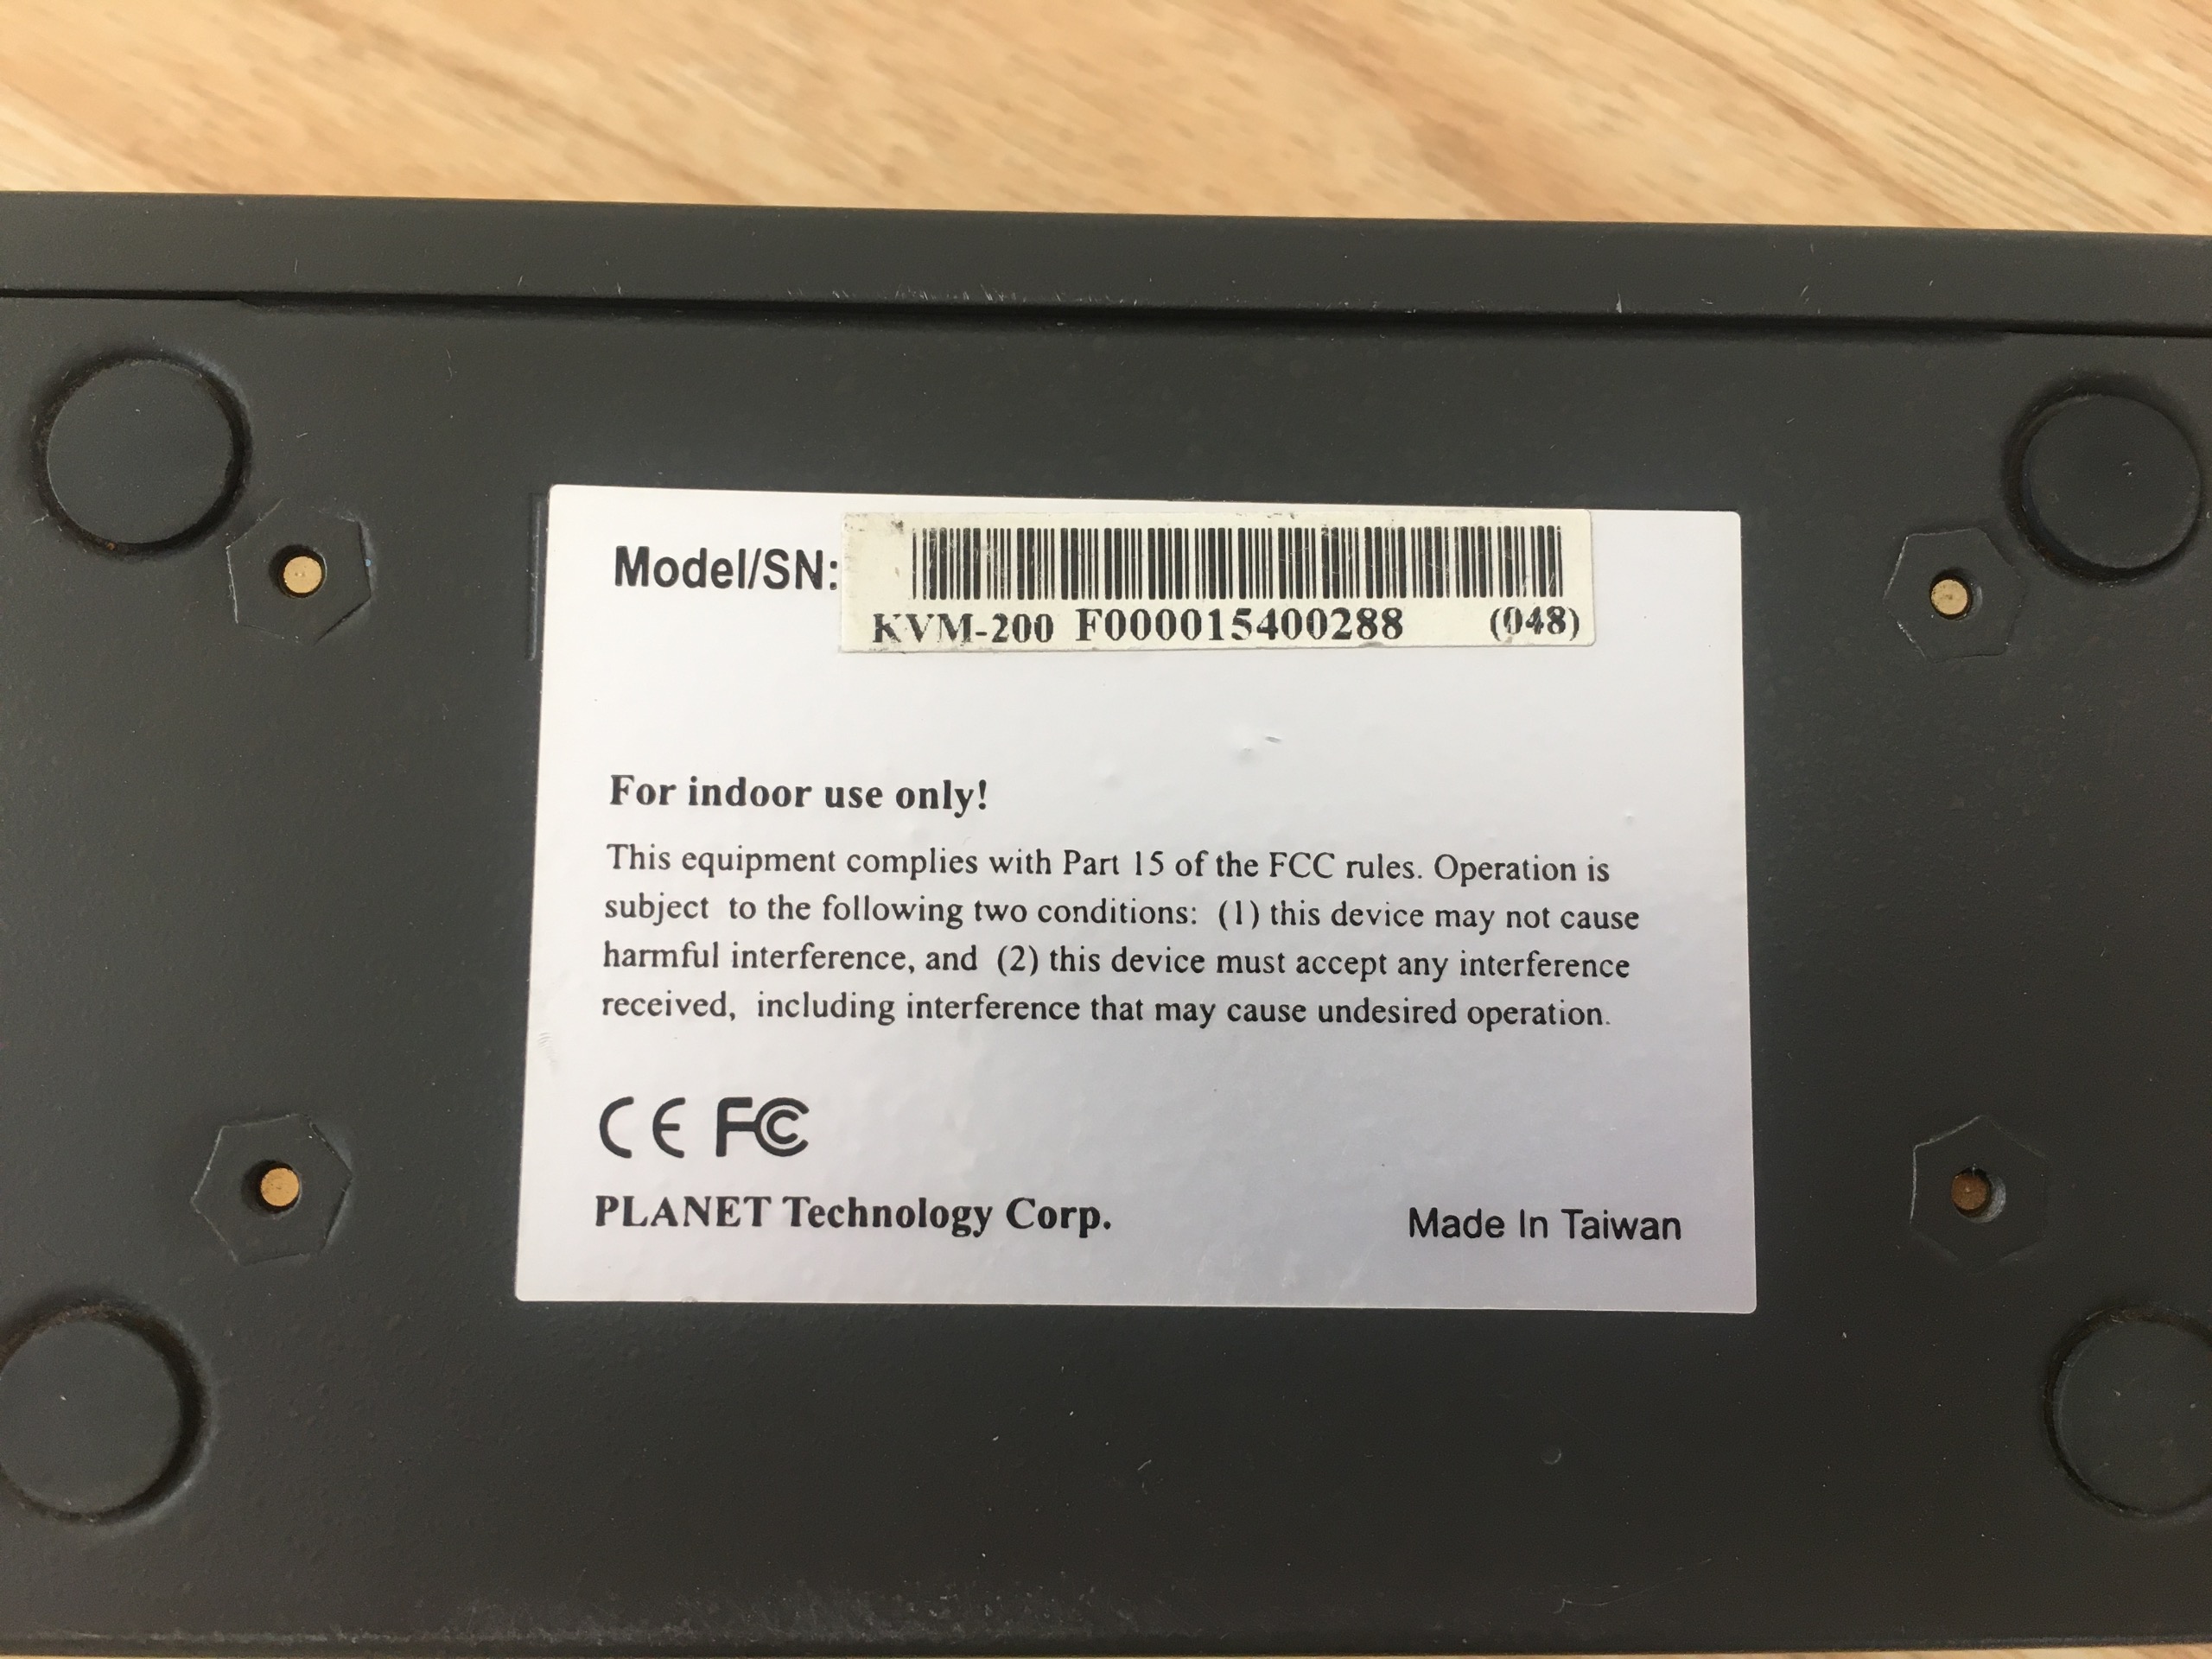 Model/SN:
KVM-200 F000015400288 (048)
For indoor use only!
This equipment complies with Part 15 of the FCC rules. Operation is
subject to the following two conditions: (1) this device may not cause
harmful interference, and (2) this device must accept any interference
received, including interference that may cause undesired operation.
CE FC
PLANET Technology Corp.
Made In Taiwan